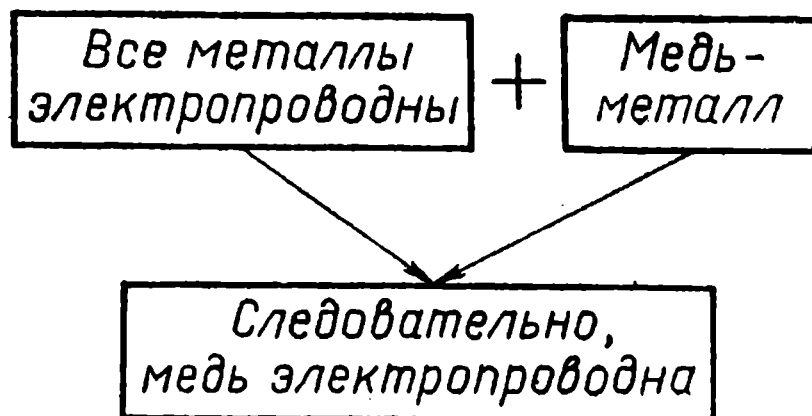 Все металлы
электропроводны
+
Медь-
металл
Следовательно,
медь электропроводна